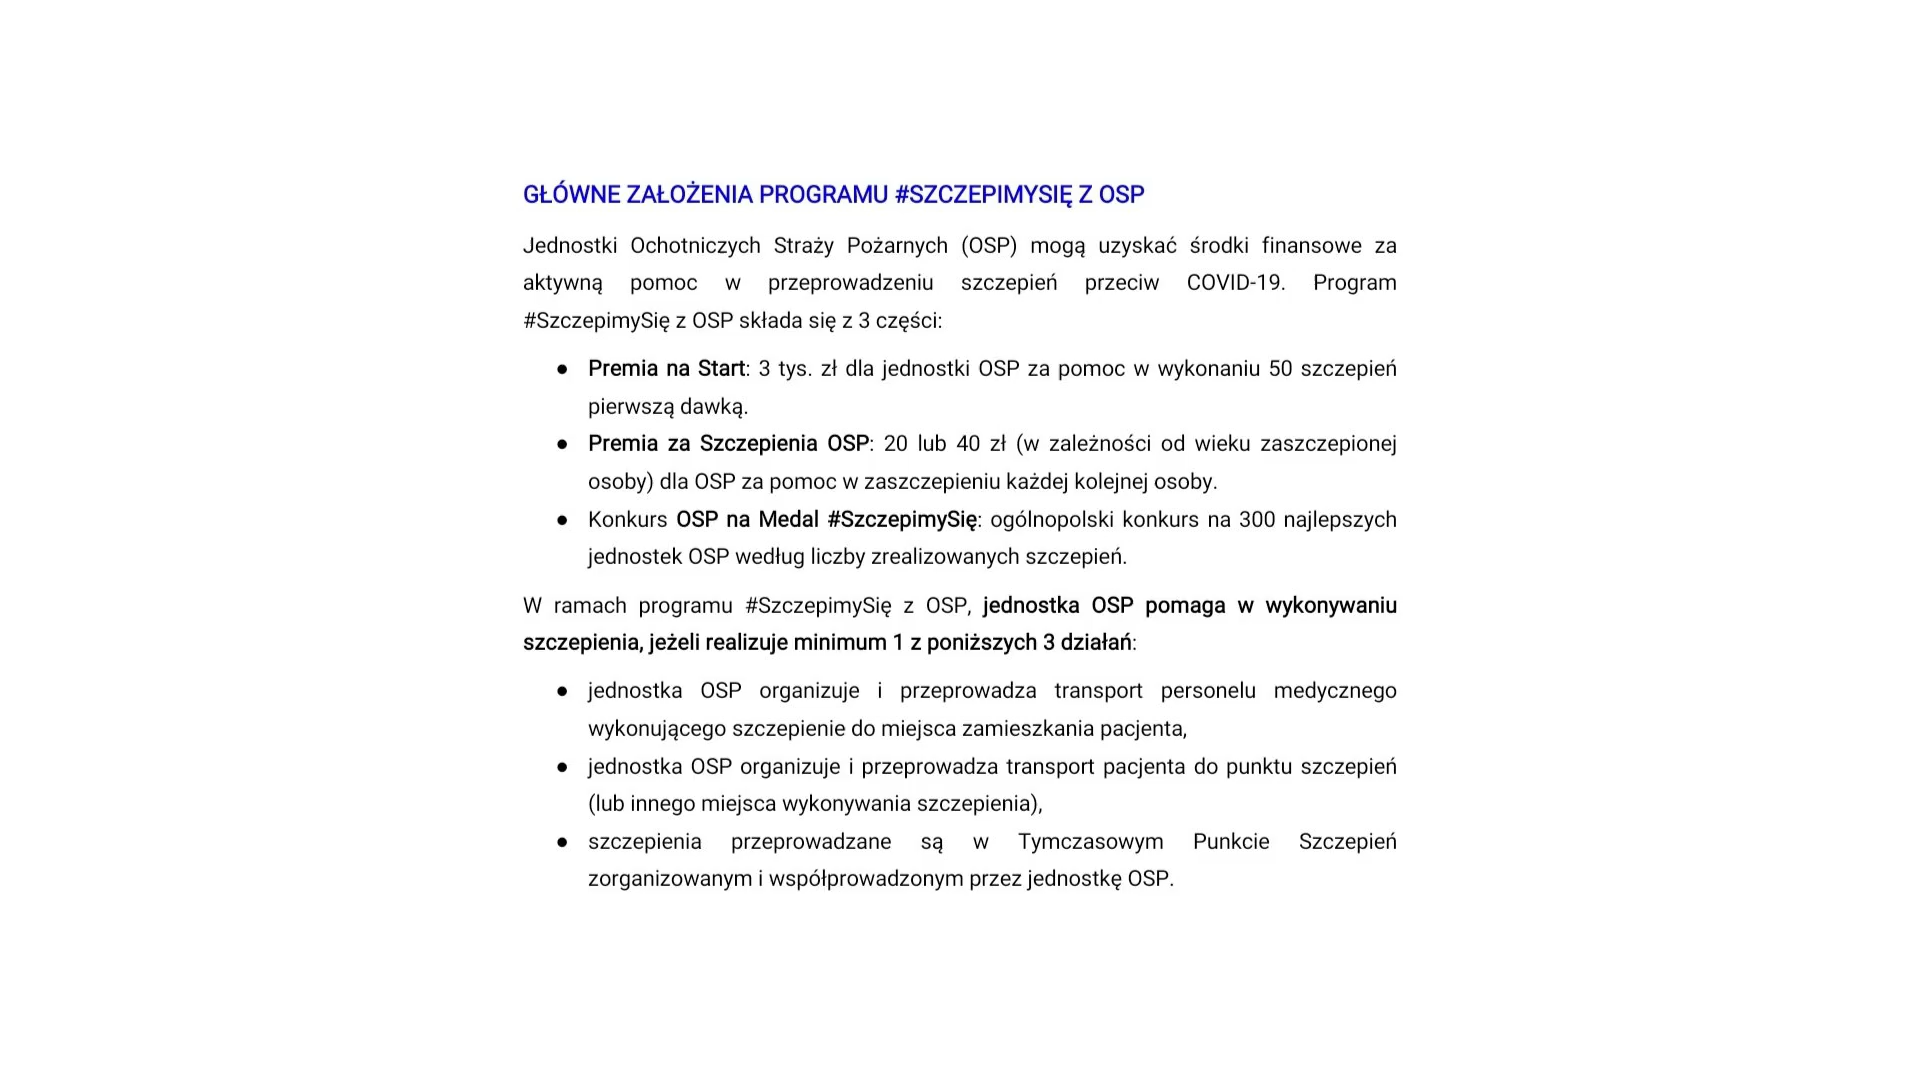 GŁÓWNE ZAŁOŻENIA PROGRAMU #SZCZEPIMYSIĘ Z OSP
Jednostki Ochotniczych Straży Pożarnych (OSP) mogą uzyskać środki finansowe za
aktywną pomoc w przeprowadzeniu szczepień przeciw COVID-19. Program
#SzczepimySię z OSP składa się z 3 części:
● Premia na Start: 3 tys. zł dla jednostki OSP za pomoc w wykonaniu 50 szczepień
pierwszą dawką.
● Premia za Szczepienia OSP: 20 lub 40 zł (w zależności od wieku zaszczepionej
osoby) dla OSP za pomoc w zaszczepieniu każdej kolejnej osoby.
● Konkurs OSP na Medal #SzczepimySię: ogólnopolski konkurs na 300 najlepszych
jednostek OSP według liczby zrealizowanych szczepień.
W ramach programu #SzczepimySię z OSP, jednostka OSP pomaga w wykonywaniu
szczepienia, jeżeli realizuje minimum 1 z poniższych 3 działań:
● jednostka OSP organizuje i przeprowadza transport personelu medycznego
wykonującego szczepienie do miejsca zamieszkania pacjenta,
● jednostka OSP organizuje i przeprowadza transport pacjenta do punktu szczepień
(lub innego miejsca wykonywania szczepienia),
● szczepienia przeprowadzane są w Tymczasowym Punkcie Szczepień
zorganizowanym i współprowadzonym przez jednostkę OSP.